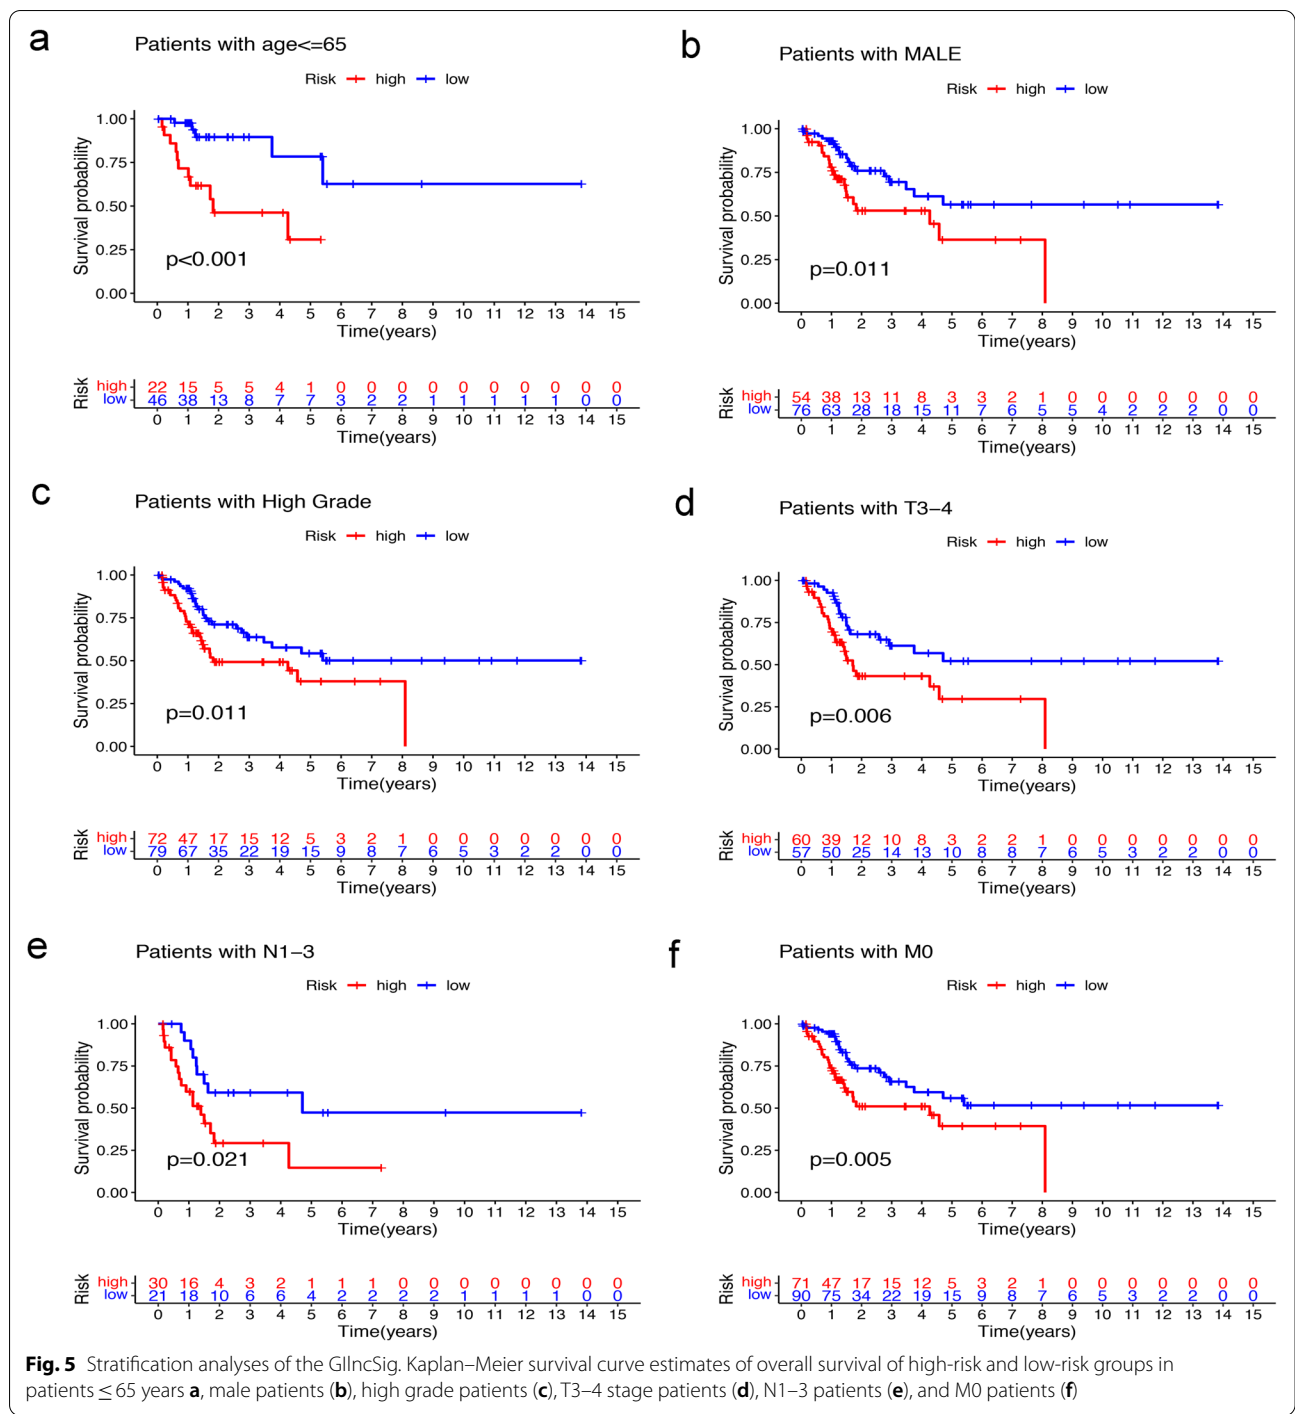 a
Patients with age<=65
Risk high low
Survival probability
1.00
0.75
0.50
0.25
0.00
p<0.001
0 1 2 3 4 5 6 7 8 9 10 11 12 13 14 15
Time(years)
Risk
high 22 15 5 5 4 1 0 0 0 0 0 0 0 0 0 0
low 46 38 13 8 7 7 3 2 2 1 1 1 1 1 0 0
0 1 2 3 4 5 6 7 8 9 10 11 12 13 14 15
Time(years)
b
Patients with MALE
Risk high low
Survival probability
1.00
0.75
0.50
0.25
0.00
p=0.011
0 1 2 3 4 5 6 7 8 9 10 11 12 13 14 15
Time(years)
Risk
high 54 38 13 11 8 3 3 2 1 0 0 0 0 0 0 0
low 76 63 28 18 15 11 7 6 5 5 4 2 2 2 0 0
0 1 2 3 4 5 6 7 8 9 10 11 12 13 14 15
Time(years)
c
Patients with High Grade
Risk high low
Survival probability
1.00
0.75
0.50
0.25
0.00
p=0.011
0 1 2 3 4 5 6 7 8 9 10 11 12 13 14 15
Time(years)
Risk
high 72 47 17 15 12 5 3 2 1 0 0 0 0 0 0 0
low 79 67 35 22 19 15 9 8 7 6 5 3 2 2 0 0
0 1 2 3 4 5 6 7 8 9 10 11 12 13 14 15
Time(years)
d
Patients with T3−4
Risk high low
Survival probability
1.00
0.75
0.50
0.25
0.00
p=0.006
0 1 2 3 4 5 6 7 8 9 10 11 12 13 14 15
Time(years)
Risk
high 60 39 12 10 8 3 2 2 1 0 0 0 0 0 0 0
low 57 50 25 14 13 10 8 8 7 6 5 3 2 2 0 0
0 1 2 3 4 5 6 7 8 9 10 11 12 13 14 15
Time(years)
e
Patients with N1−3
Risk high low
Survival probability
1.00
0.75
0.50
0.25
0.00
p=0.021
0 1 2 3 4 5 6 7 8 9 10 11 12 13 14 15
Time(years)
Risk
high 30 16 4 3 2 1 1 1 0 0 0 0 0 0 0 0
low 21 18 10 6 6 4 2 2 2 2 1 1 1 1 0 0
0 1 2 3 4 5 6 7 8 9 10 11 12 13 14 15
Time(years)
f
Patients with M0
Risk high low
Survival probability
1.00
0.75
0.50
0.25
0.00
p=0.005
0 1 2 3 4 5 6 7 8 9 10 11 12 13 14 15
Time(years)
Risk
high 71 47 17 15 12 5 3 2 1 0 0 0 0 0 0 0
low 90 75 34 22 19 15 9 8 7 6 5 3 2 2 0 0
0 1 2 3 4 5 6 7 8 9 10 11 12 13 14 15
Time(years)
Fig. 5 Stratification analyses of the GIlncSig. Kaplan–Meier survival curve estimates of overall survival of high-risk and low-risk groups in
patients ≤ 65 years a, male patients (b), high grade patients (c), T3–4 stage patients (d), N1–3 patients (e), and M0 patients (f)